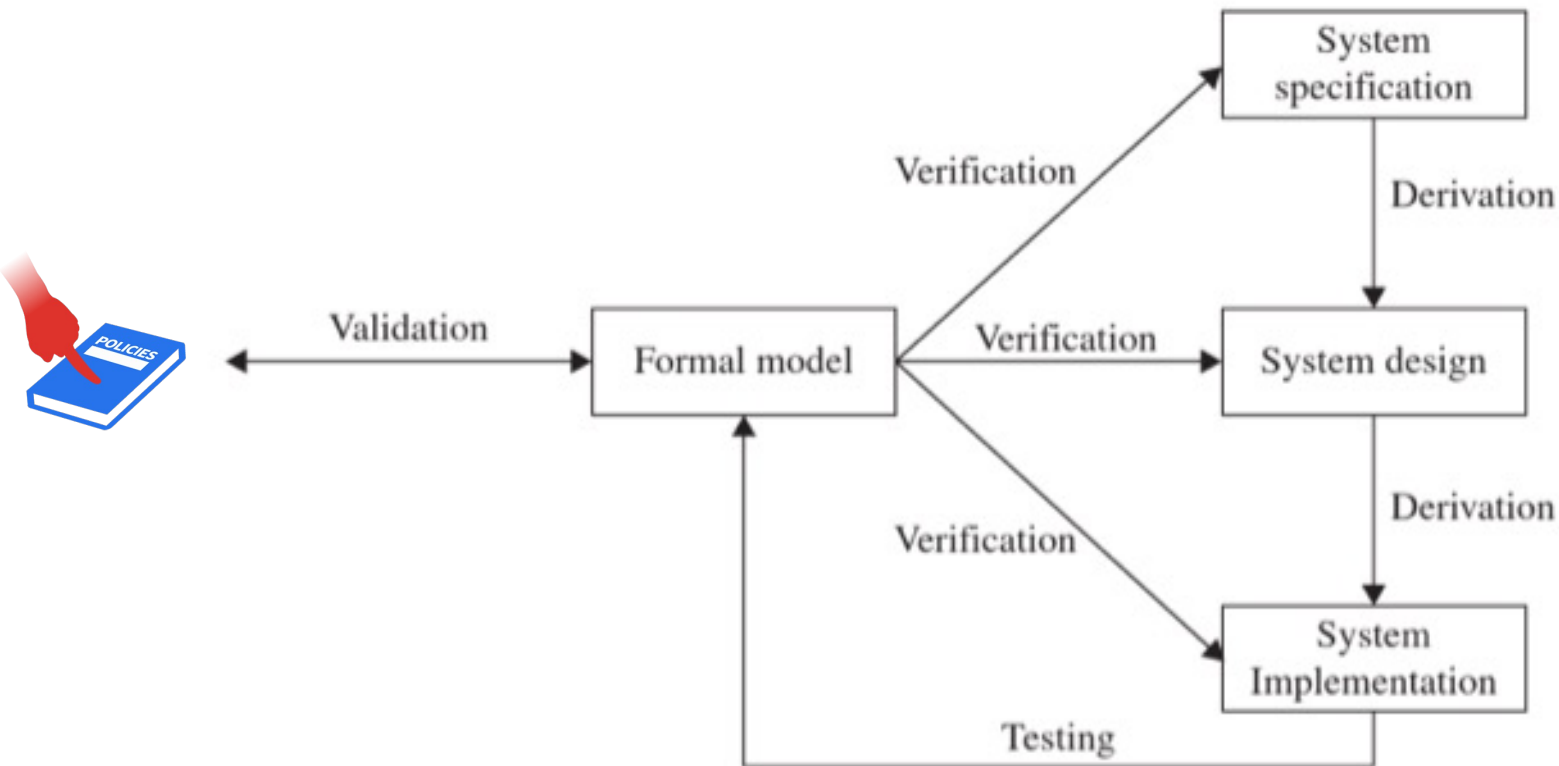 System
specification
Verification
Derivation
POLICIES
Validation
Formal model
Verification
System design
Verification
Derivation
System
Implementation
Testing